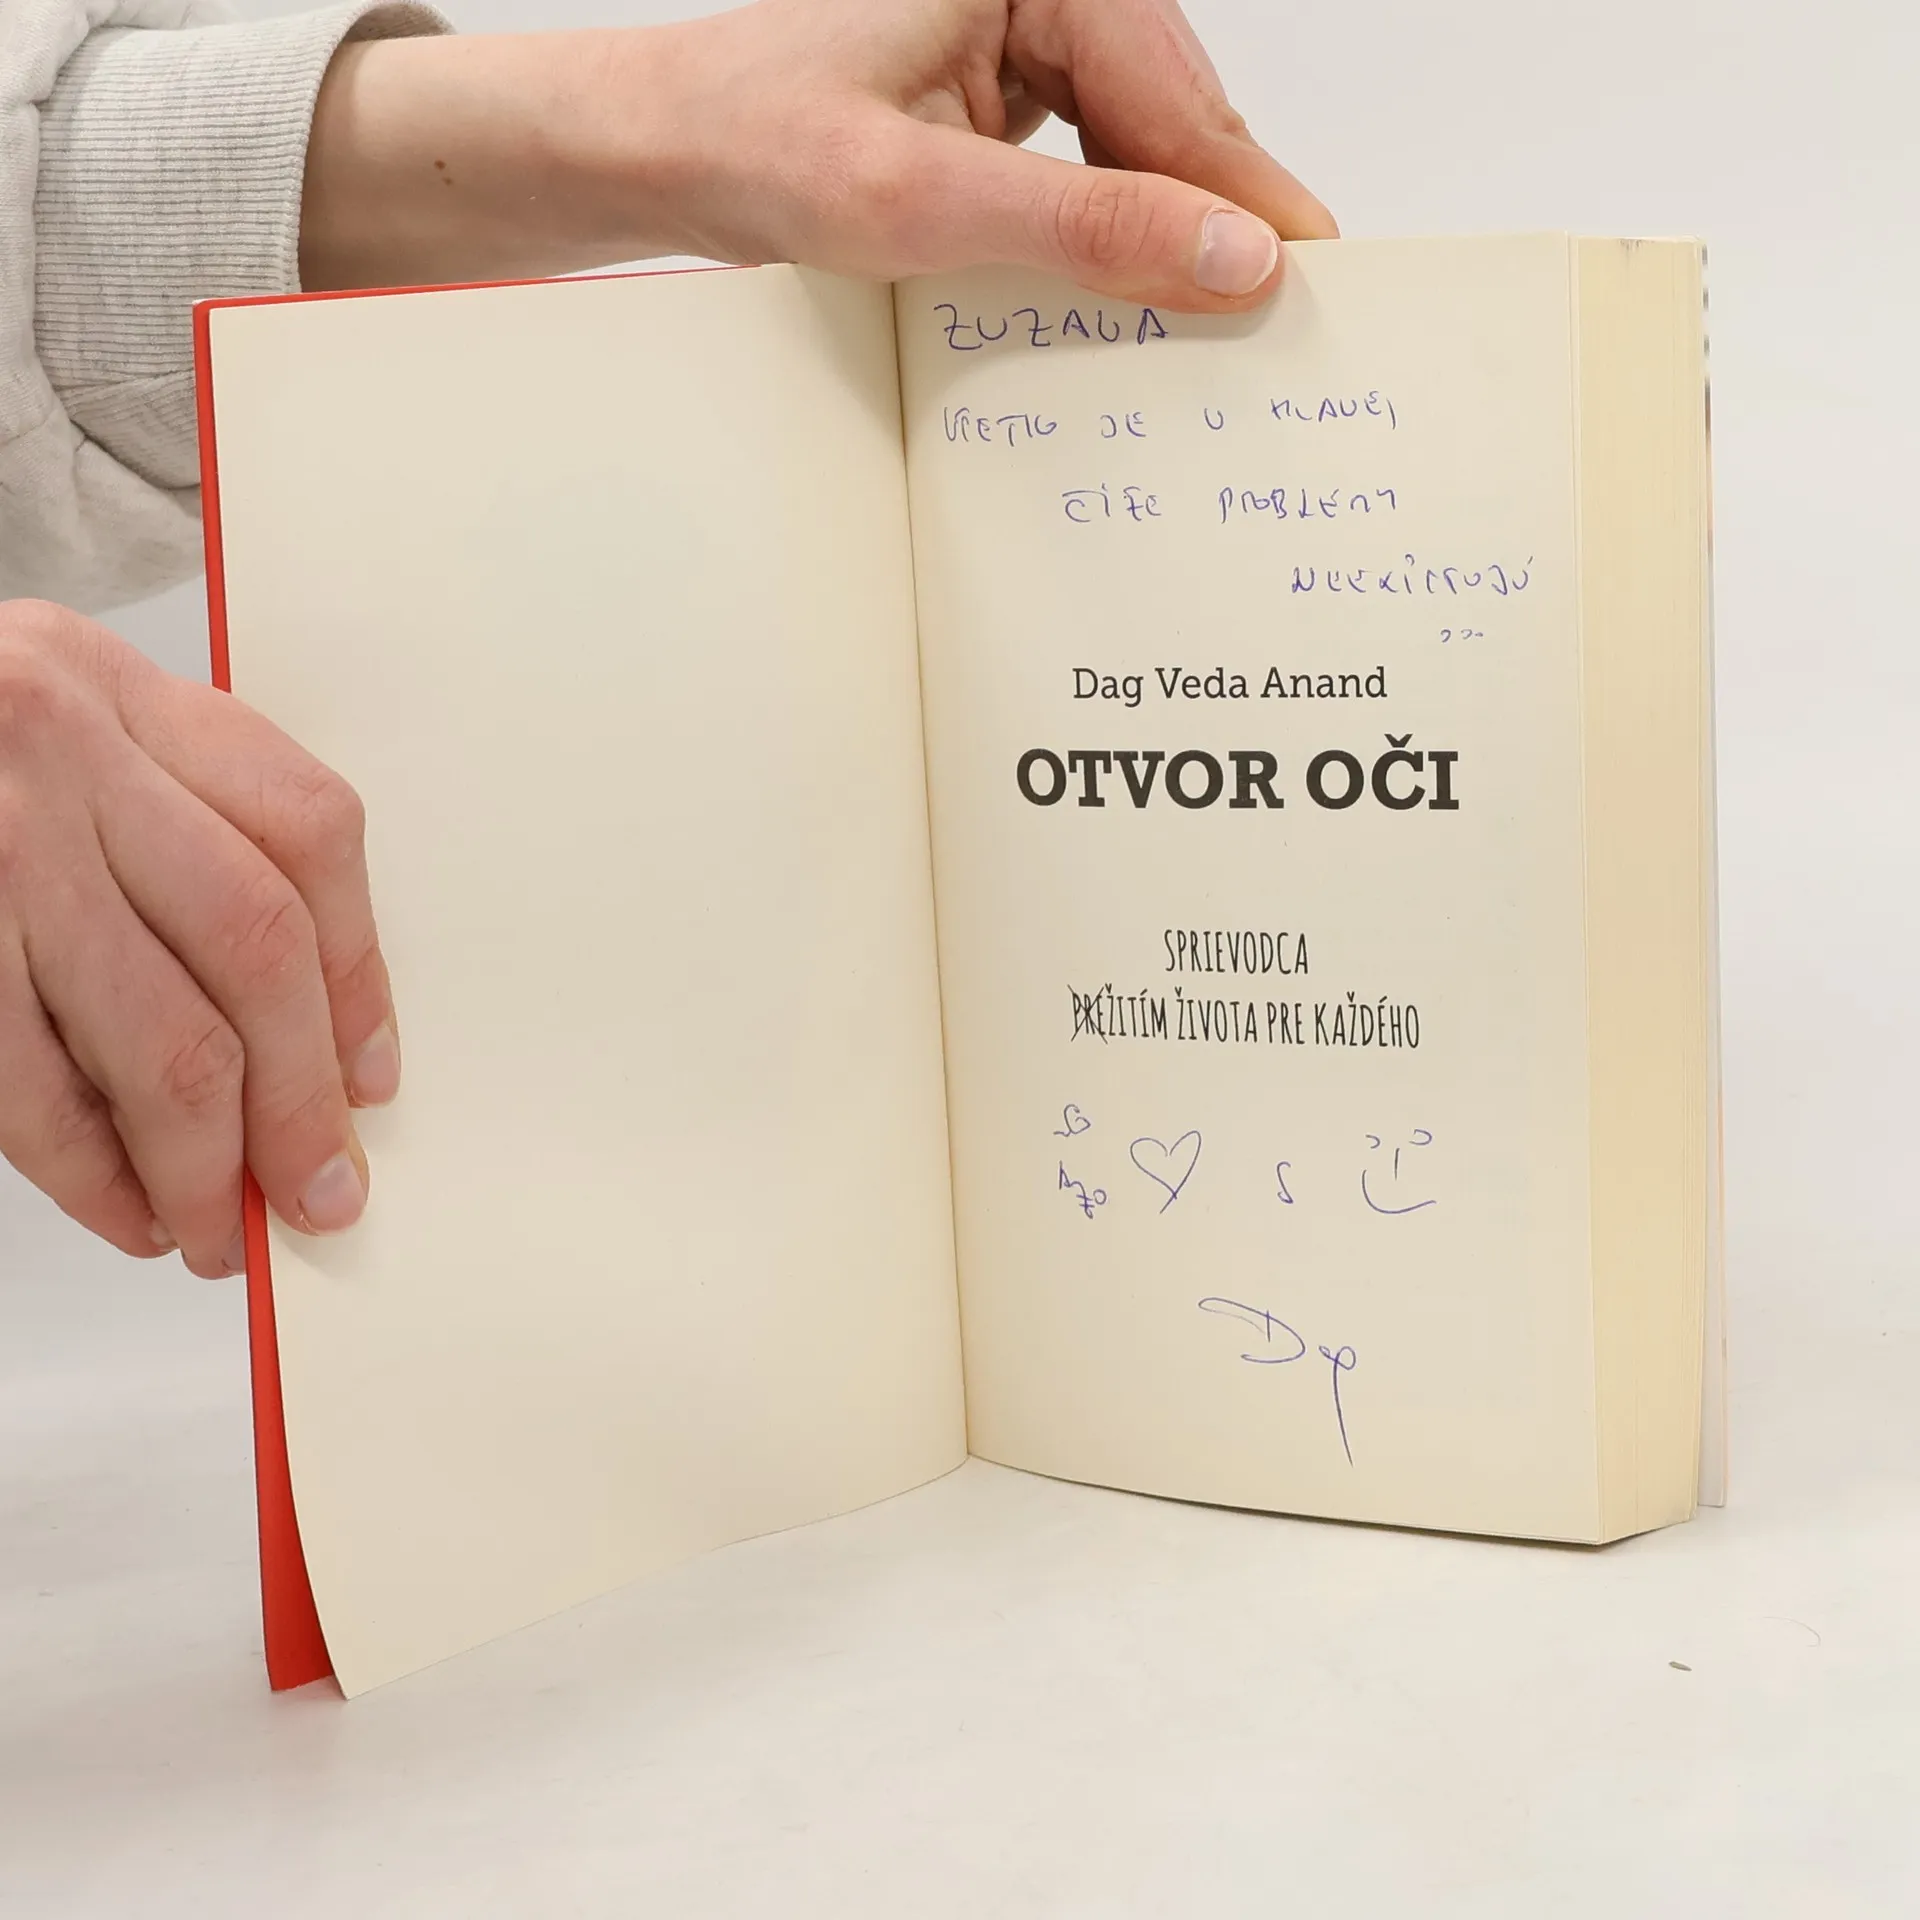 ZUZANA
VŠETKO JE V HLAVE,
ČIŽE PROBLÉMY
NEEXISTUJÚ
...
Dag Veda Anand
OTVOR OČI
SPRIEVODCA
PREŽITÍM ŽIVOTA PRE KAŽDÉHO
S
Dag